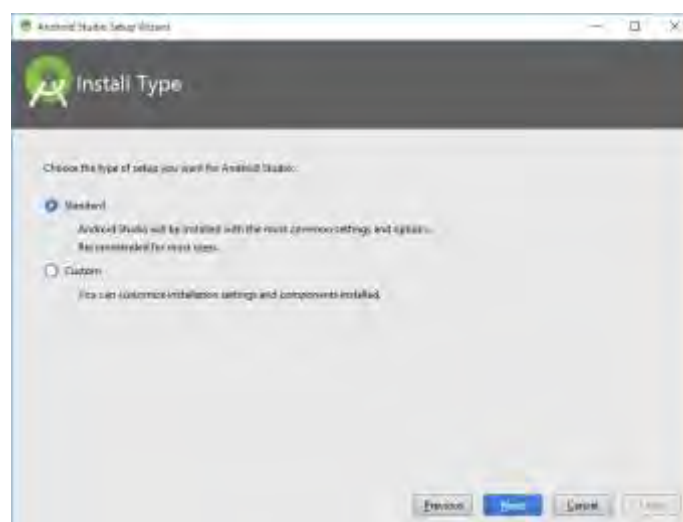 Android Studio Setup Wizard
Install Type
Choose the type of setup you want for Android Studio:
Standard
Android Studio will be installed with the most common settings and options.
Recommended for most users.
Custom
You can customize installation settings and components installed.
Previous Next Cancel Finish